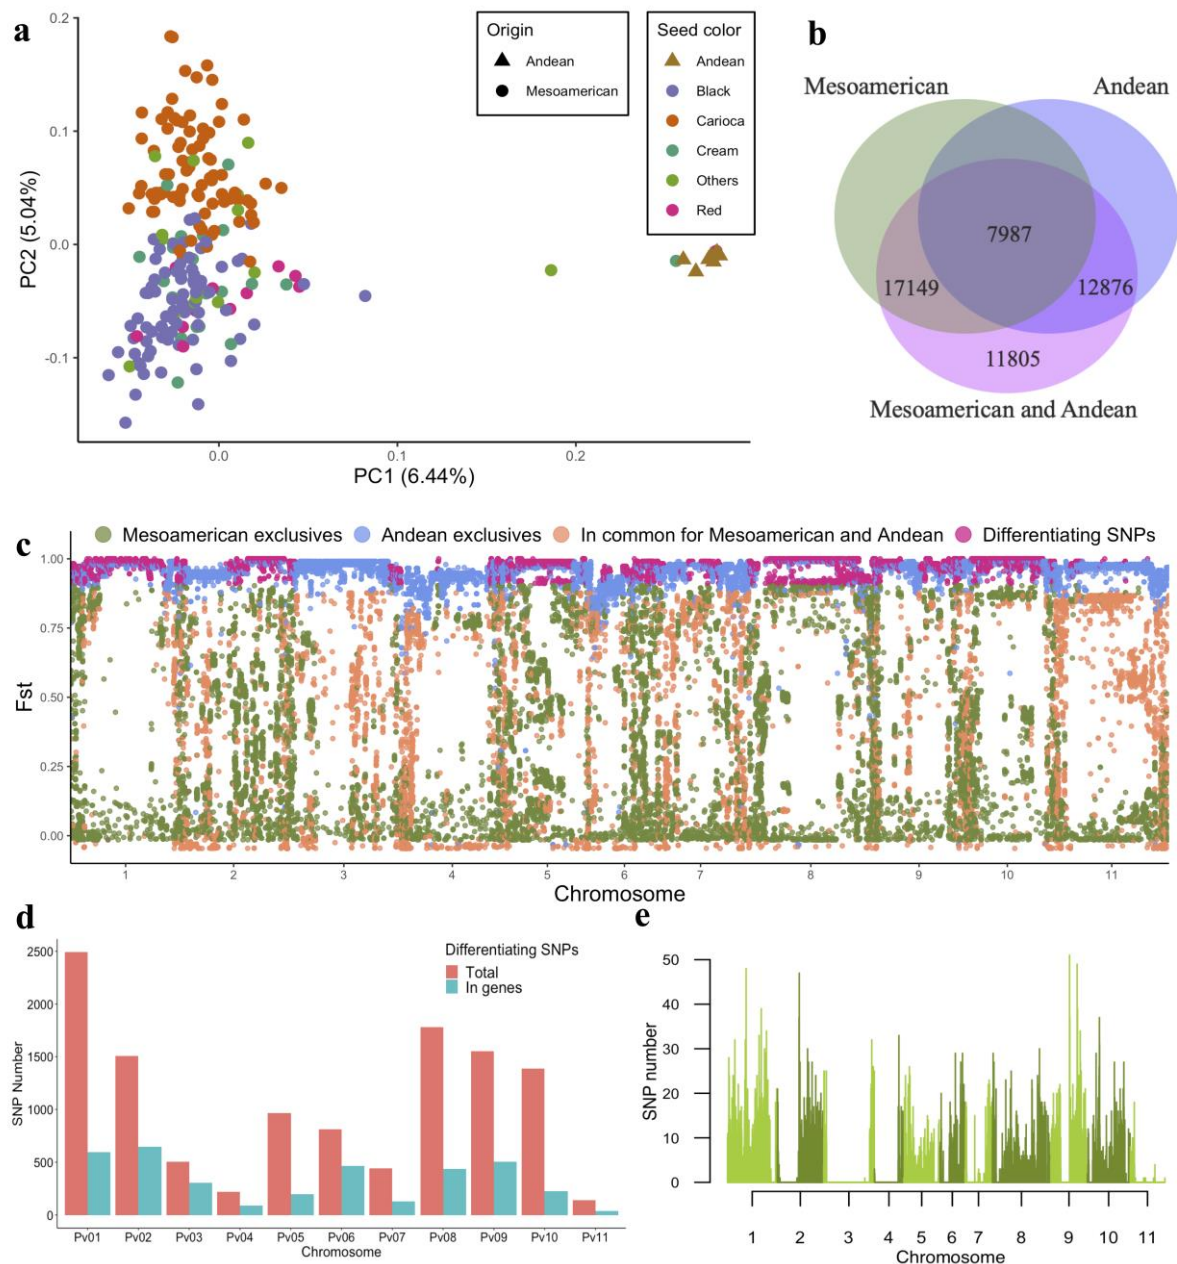 a
Origin
Andean
Mesoamerican
Seed color
Andean
Black
Carioca
Cream
Others
Red
PC2 (5.04%)
0.2
0.1
0.0
-0.1
0.0
0.1
0.2
PC1 (6.44%)
b
Mesoamerican
Andean
7987
17149
12876
11805
Mesoamerican and Andean
c
Mesoamerican exclusives
Andean exclusives
In common for Mesoamerican and Andean
Differentiating SNPs
Fst
1.00
0.75
0.50
0.25
0.00
1 2 3 4 5 6 7 8 9 10 11
Chromosome
d
Differentiating SNPs
Total
In genes
SNP Number
2500
2000
1500
1000
500
0
Pv01 Pv02 Pv03 Pv04 Pv05 Pv06 Pv07 Pv08 Pv09 Pv10 Pv11
Chromosome
e
SNP number
50
40
30
20
10
0
1 2 3 4 5 6 7 8 9 10 11
Chromosome